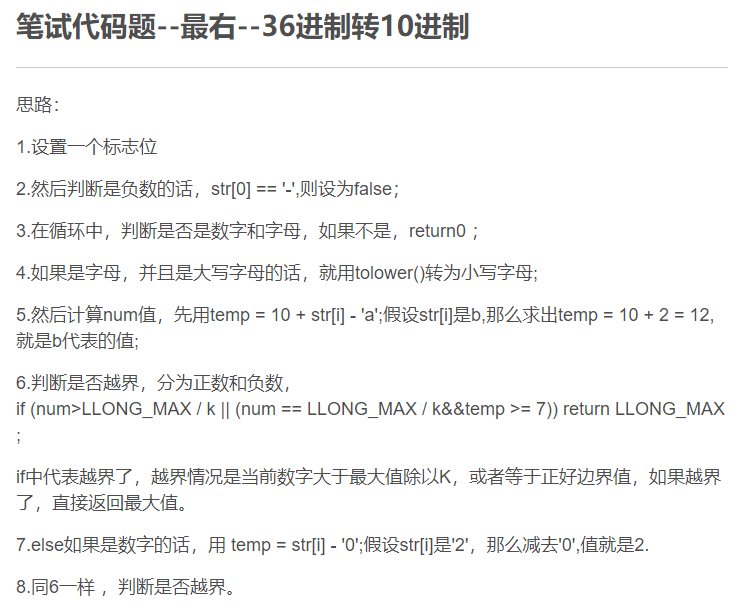 笔试代码题--最右--36进制转10进制
思路：
1.设置一个标志位
2.然后判断是负数的话，str[0] == '-',则设为false；
3.在循环中，判断是否是数字和字母，如果不是，return0 ；
4.如果是字母，并且是大写字母的话，就用tolower()转为小写字母;
5.然后计算num值，先用temp = 10 + str[i] - 'a';假设str[i]是b,那么求出temp = 10 + 2 = 12,
就是b代表的值;
6.判断是否越界，分为正数和负数，
if (num>LLONG_MAX / k || (num == LLONG_MAX / k&&temp >= 7)) return LLONG_MAX
;
if中代表越界了，越界情况是当前数字大于最大值除以K，或者等于正好边界值，如果越界
了，直接返回最大值。
7.else如果是数字的话，用 temp = str[i] - '0';假设str[i]是'2'，那么减去'0',值就是2.
8.同6一样 ，判断是否越界。